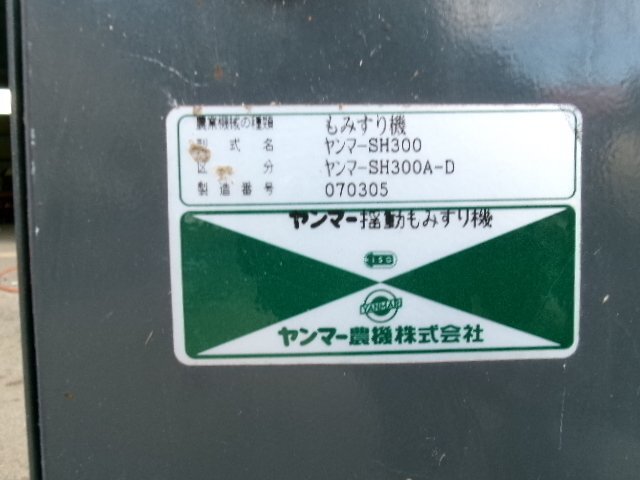 農業機械の種類 もみすり機
型式名 ヤンマーSH300
区分 ヤンマーSH300A-D
製造番号 070305
ヤンマー揺動もみすり機
YANMAR
ヤンマー農機株式会社